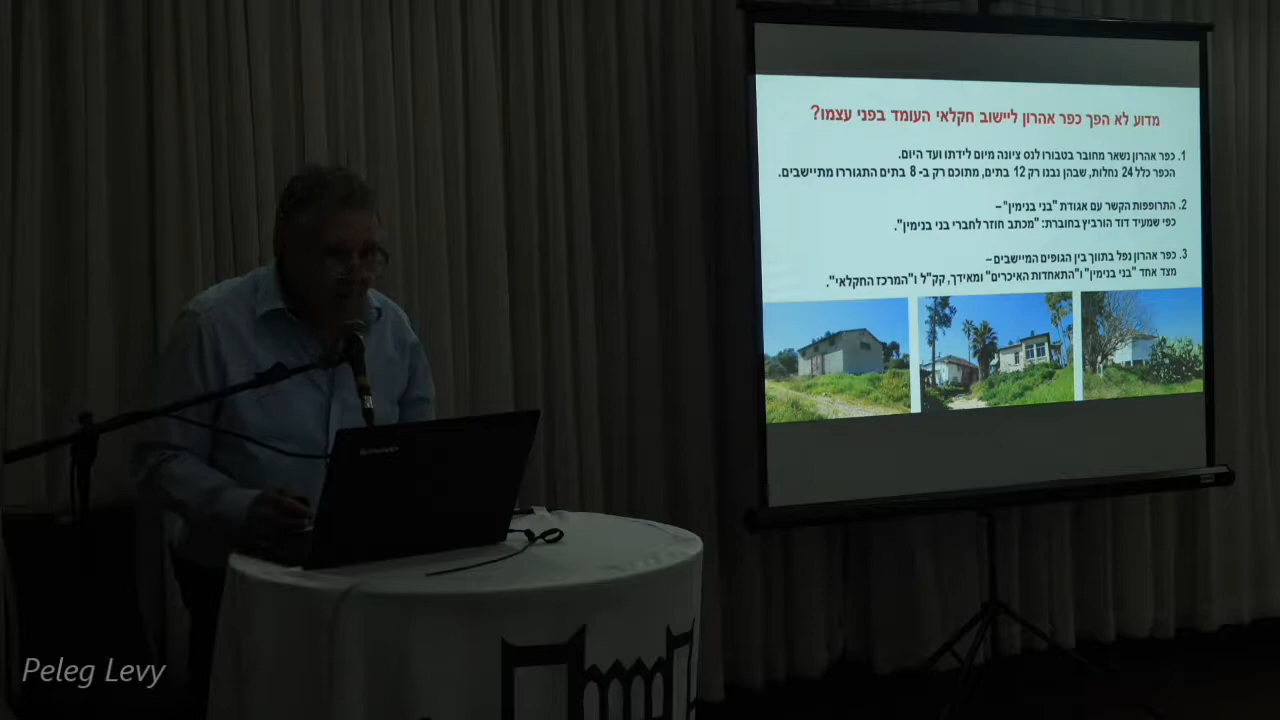 מדוע לא הפך כפר אהרון ליישוב חקלאי העומד בפני עצמו?
1. כפר אהרון נשאר מחובר בטבורו לנס ציונה מיום לידתו ועד היום.
הכפר כלל 24 נחלות, שבהן נבנו רק 12 בתים, מתוכם רק ב- 8 בתים התגוררו מתיישבים.
2. התרופפות הקשר עם אגודת "בני בנימין" –
כפי שמעיד דוד הורביץ בחוברת: "מכתב חוזר לחברי בני בנימין".
3. כפר אהרון נפל בתווך בין הגופים המיישבים –
מצד אחד "בני בנימין" ו"התאחדות האיכרים" ומאידך, קק"ל ו"המרכז החקלאי".
lenovo
Peleg Levy